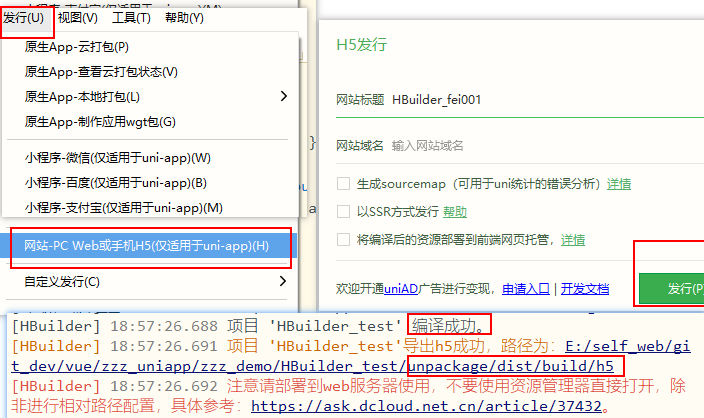 发行(U) 视图(V) 工具(T) 帮助(Y)
原生App-云打包(P)
原生App-查看云打包状态(V)
原生App-本地打包(L)
原生App-制作应用wgt包(G)
小程序-微信(仅适用于uni-app)(W)
小程序-百度(仅适用于uni-app)(B)
小程序-支付宝(仅适用于uni-app)(M)
网站-PC Web或手机H5(仅适用于uni-app)(H)
自定义发行(C)
H5发行
网站标题 HBuilder_fei001
网站域名 输入网站域名
生成sourcemap（可用于uni统计的错误分析）详情
以SSR方式发行 帮助
将编译后的资源部署到前端网页托管，详情
欢迎开通uniAD广告进行变现，申请入口 | 开发文档
发行(P)
[HBuilder] 18:57:26.688 项目 'HBuilder_test' 编译成功。
[HBuilder] 18:57:26.691 项目 'HBuilder_test'导出h5成功，路径为：E:/self_web/gi
t_dev/vue/zzz_uniapp/zzz_demo/HBuilder_test/unpackage/dist/build/h5
[HBuilder] 18:57:26.692 注意请部署到web服务器使用，不要使用资源管理器直接打开，除
非进行相对路径配置，具体参考：https://ask.dcloud.net.cn/article/37432。